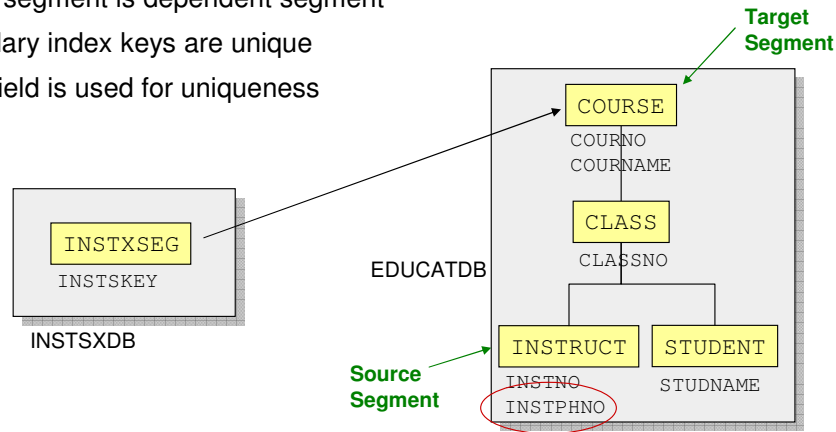 segment is dependent segment
dary index keys are unique
ield is used for uniqueness
Target
Segment
COURSE
COURNO
COURNAME
CLASS
CLASSNO
INSTXSEG
INSTSKEY
INSTSXDB
EDUCATDB
INSTRUCT
STUDENT
INSTNO
INSTPHNO
STUDNAME
Source
Segment